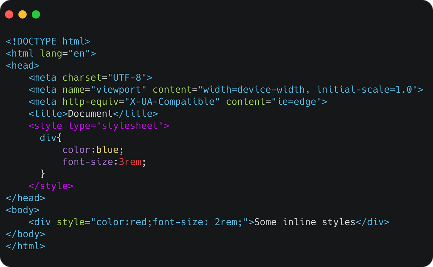 <!DOCTYPE html>
<html lang="en">
<head>
    <meta charset="UTF-8">
    <meta name="viewport" content="width=device-width, initial-scale=1.0">
    <meta http-equiv="X-UA-Compatible" content="ie=edge">
    <title>Document</title>
    <style type="stylesheet">
      div{
          color:blue;
          font-size:3rem;
      }
    </style>
</head>
<body>
    <div style="color:red;font-size: 2rem;">Some inline styles</div>
</body>
</html>